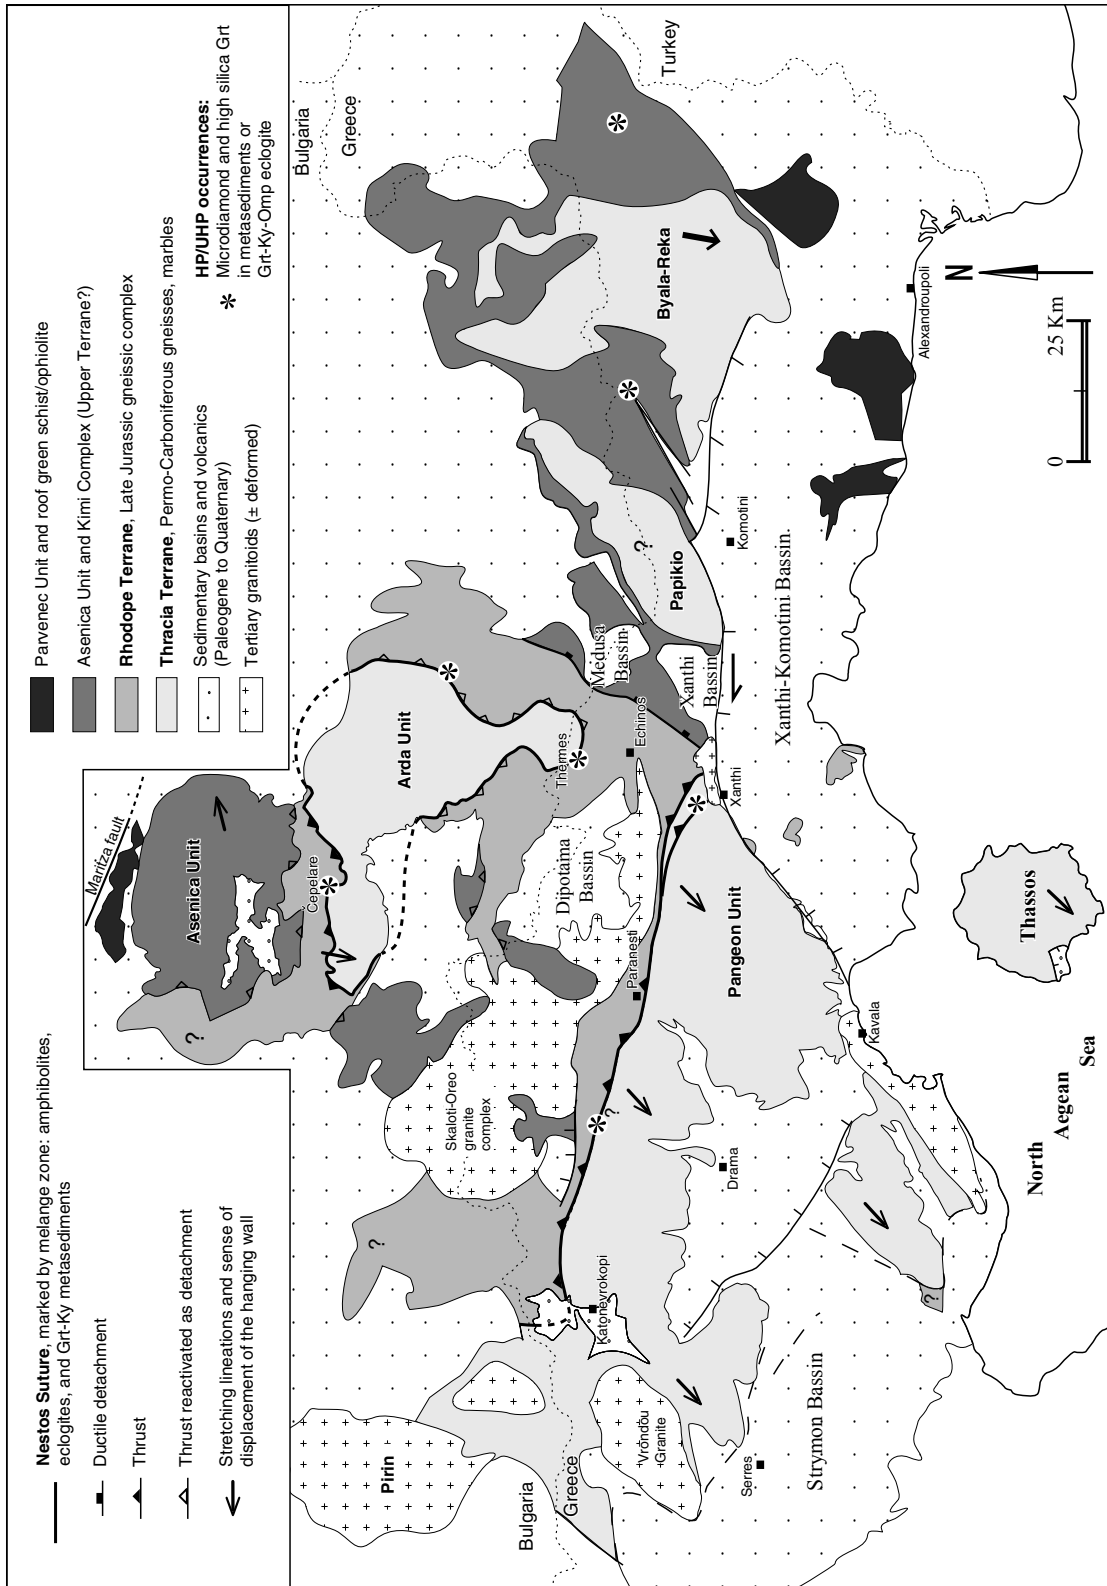 Nestos Suture, marked by melange zone: amphibolites,
eclogites, and Grt-Ky metasediments
Ductile detachment
Thrust
Thrust reactivated as detachment
Stretching lineations and sense of
displacement of the hanging wall
Parvenec Unit and roof green schist/ophiolite
Asenica Unit and Kimi Complex (Upper Terrane?)
Rhodope Terrane, Late Jurassic gneissic complex
Thracia Terrane, Permo-Carboniferous gneisses, marbles
Sedimentary basins and volcanics
(Paleogene to Quaternary)
Tertiary granitoids (± deformed)
HP/UHP occurrences:
Microdiamond and high silica Grt
in metasediments or
Grt-Ky-Omp eclogite
Maritza fault
Asenica Unit
Cepelare
?
Arda Unit
Thermes
Bulgaria
Greece
Turkey
Byala-Reka
Medusa
Bassin
Papikio
?
Echinos
Xanthi
Bassin
Xanthi
Komotini
Xanthi-Komotini Bassin
Alexandroupoli
N
0
25 Km
Dipotama
Bassin
Paranesti
Skaloti-Oreo
granite
complex
?
?
Pangeon Unit
Drama
Kavala
Thassos
North
Aegean
Sea
Katonevrokopi
Pirin
Bulgaria
Greece
Vrondou
Granite
Serres
Strymon Bassin
?